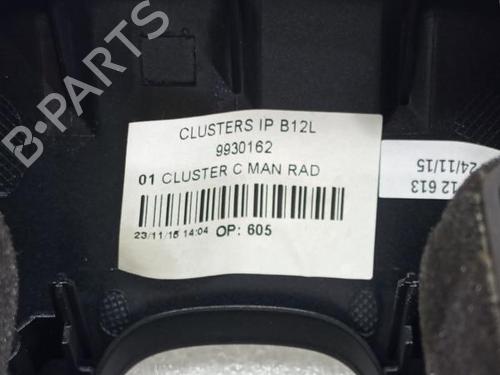 CLUSTERS IP B12L
9930162
01 CLUSTER C MAN RAD
23/11/15 14:04 OP: 605
12 613
24/11/15
B-PARTS